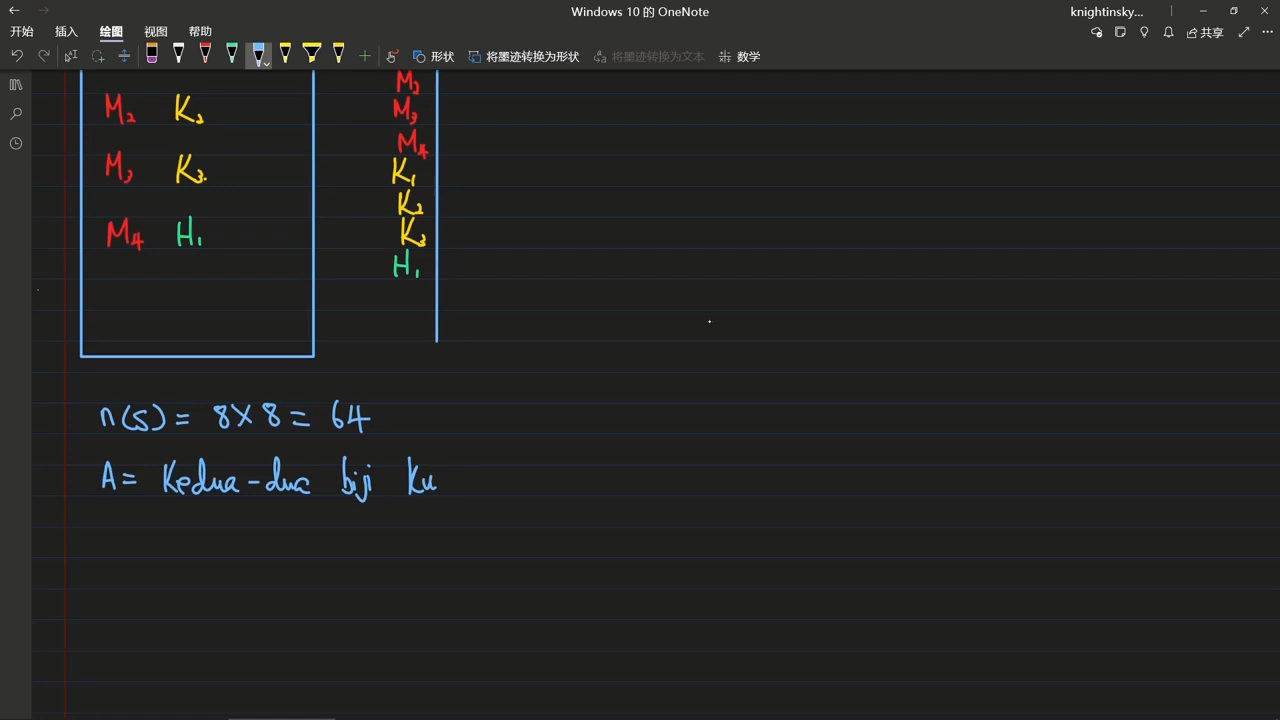 Windows 10 的 OneNote
knightinsky...
开始 插入 绘图 视图 帮助
共享
形状 将墨迹转换为形状 将墨迹转换为文本 数学
M₂
M₂ K₂
M₃
M₄
M₃ K₃
K₁
K₂
M₄ H₁
K₃
H₁
n(S) = 8 × 8 = 64
A = Kedua-dua biji Ku